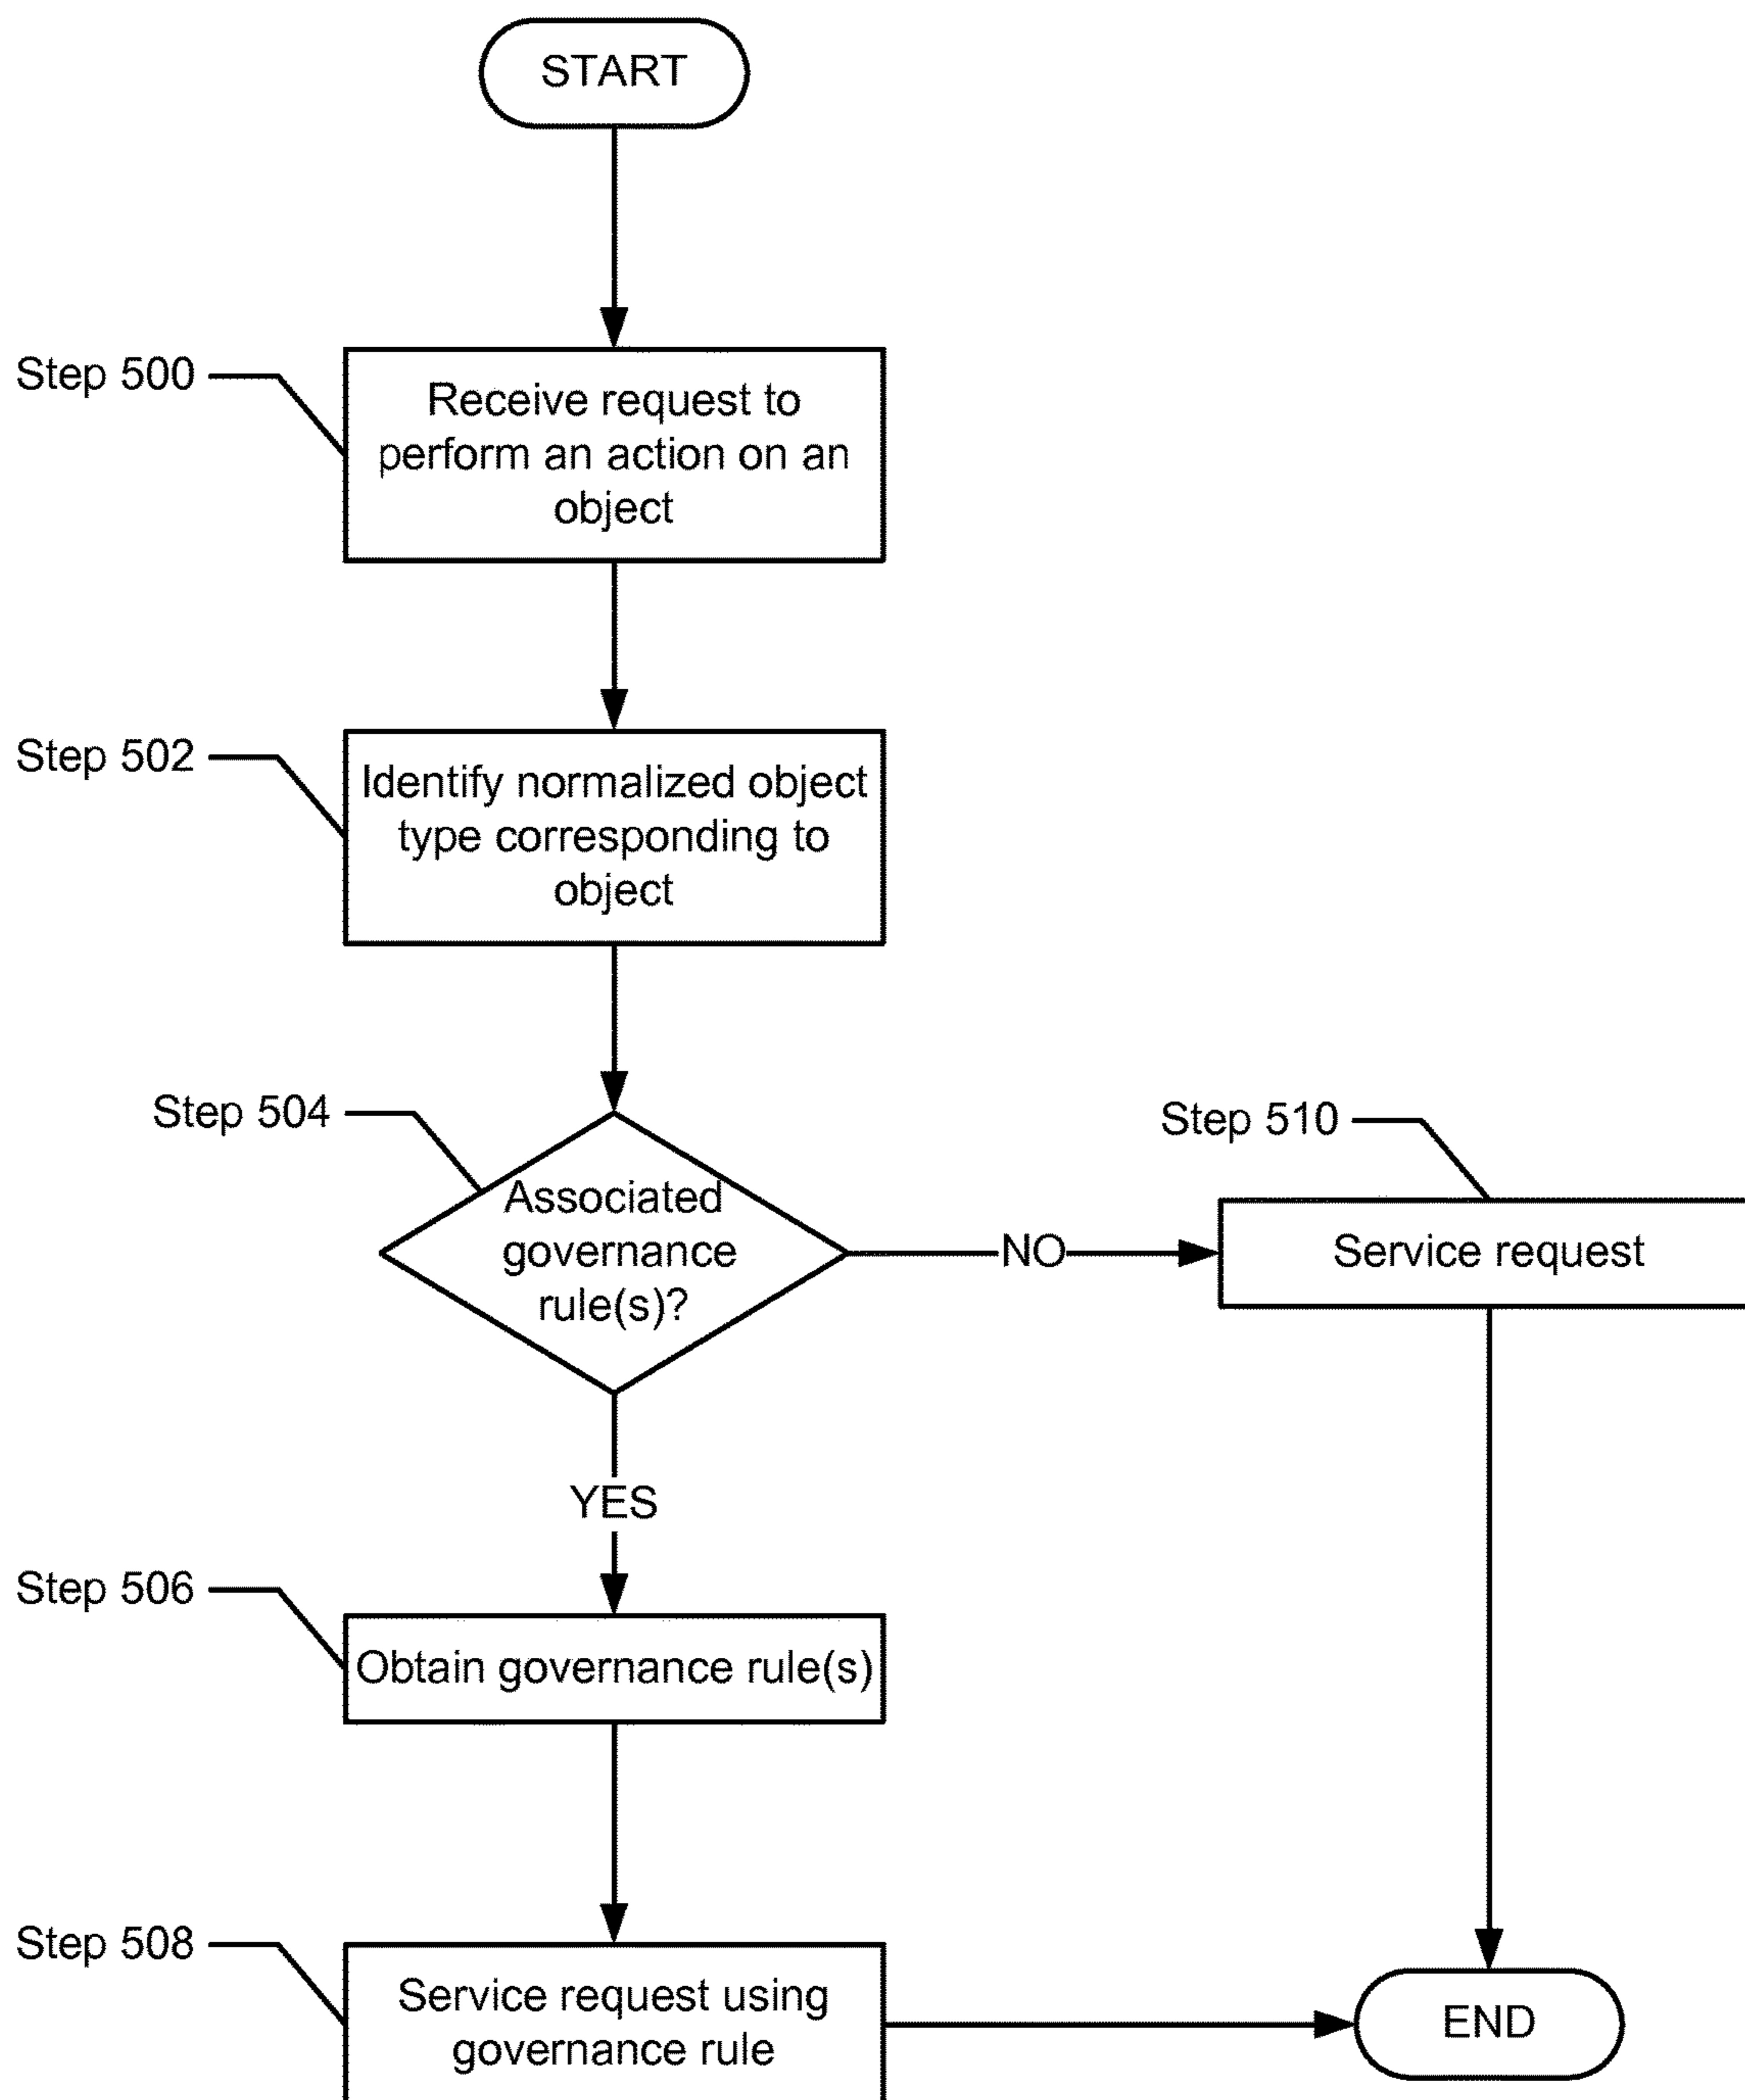 START
Step 500
Receive request to
perform an action on an
object
Step 502
Identify normalized object
type corresponding to
object
Step 504
Associated
governance
rule(s)?
NO
Step 510
Service request
YES
Step 506
Obtain governance rule(s)
Step 508
Service request using
governance rule
END